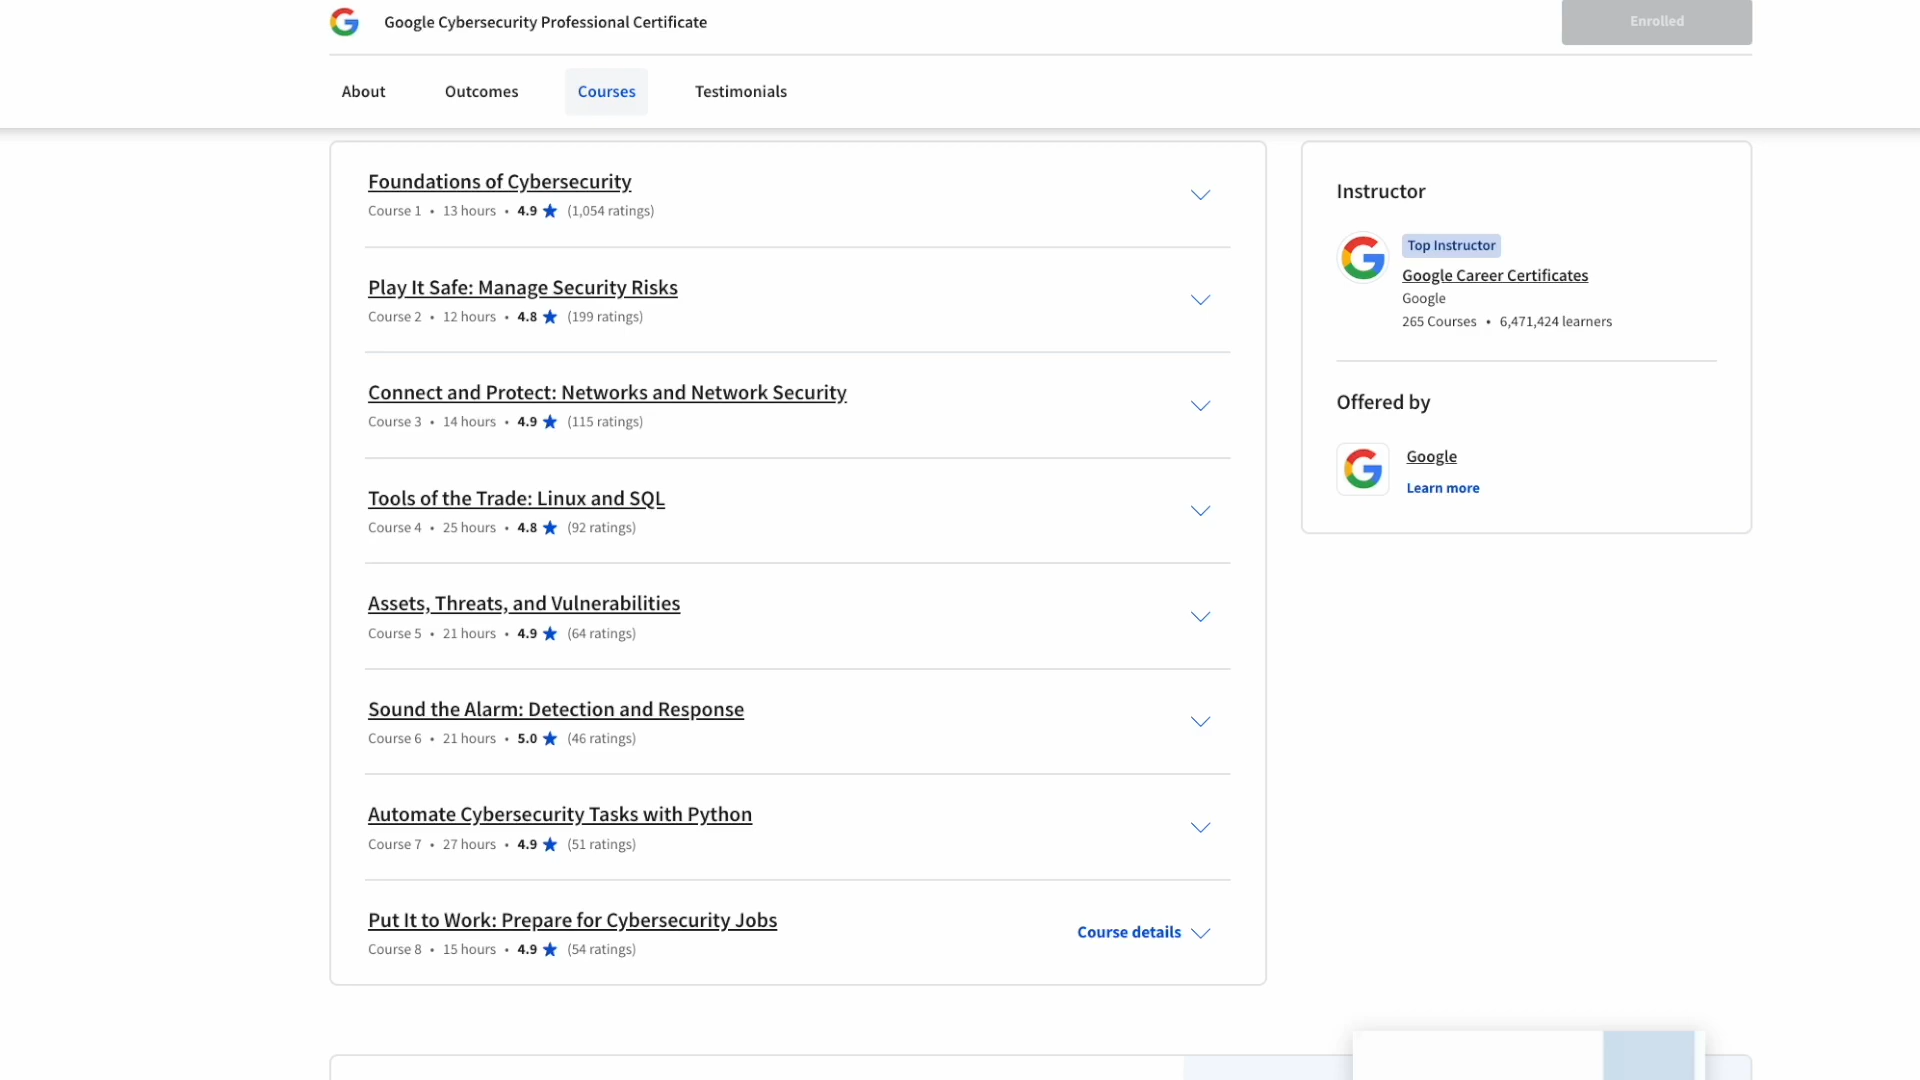 Google Cybersecurity Professional Certificate
Enrolled
About
Outcomes
Courses
Testimonials
Foundations of Cybersecurity
Course 1 • 13 hours • 4.9 ★ (1,054 ratings)
Play It Safe: Manage Security Risks
Course 2 • 12 hours • 4.8 ★ (199 ratings)
Connect and Protect: Networks and Network Security
Course 3 • 14 hours • 4.9 ★ (115 ratings)
Tools of the Trade: Linux and SQL
Course 4 • 25 hours • 4.8 ★ (92 ratings)
Assets, Threats, and Vulnerabilities
Course 5 • 21 hours • 4.9 ★ (64 ratings)
Sound the Alarm: Detection and Response
Course 6 • 21 hours • 5.0 ★ (46 ratings)
Automate Cybersecurity Tasks with Python
Course 7 • 27 hours • 4.9 ★ (51 ratings)
Put It to Work: Prepare for Cybersecurity Jobs
Course 8 • 15 hours • 4.9 ★ (54 ratings)
Course details
Instructor
Top Instructor
Google Career Certificates
Google
265 Courses • 6,471,424 learners
Offered by
Google
Learn more